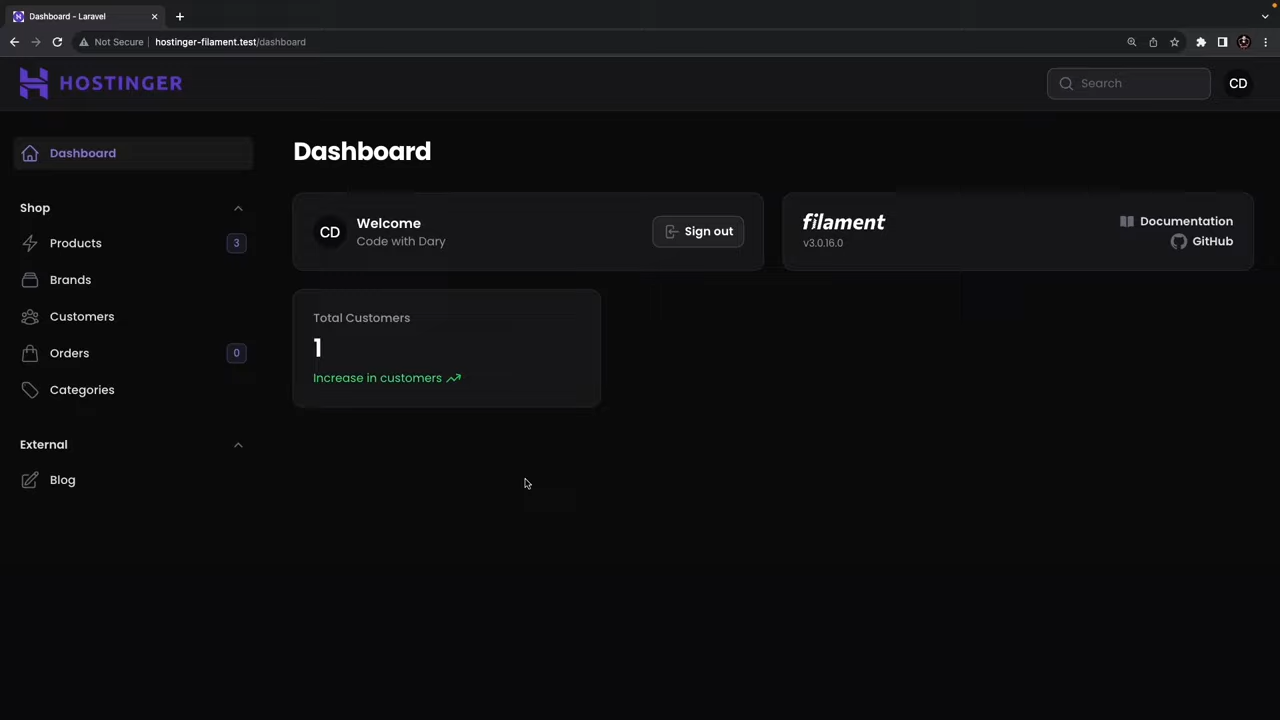 Dashboard - Laravel
Not Secure hostinger-filament.test/dashboard
HOSTINGER
Search
CD
Dashboard
Shop
Products 3
Brands
Customers
Orders 0
Categories
External
Blog
Dashboard
CD
Welcome
Code with Dary
Sign out
filament
v3.0.16.0
Documentation
GitHub
Total Customers
1
Increase in customers